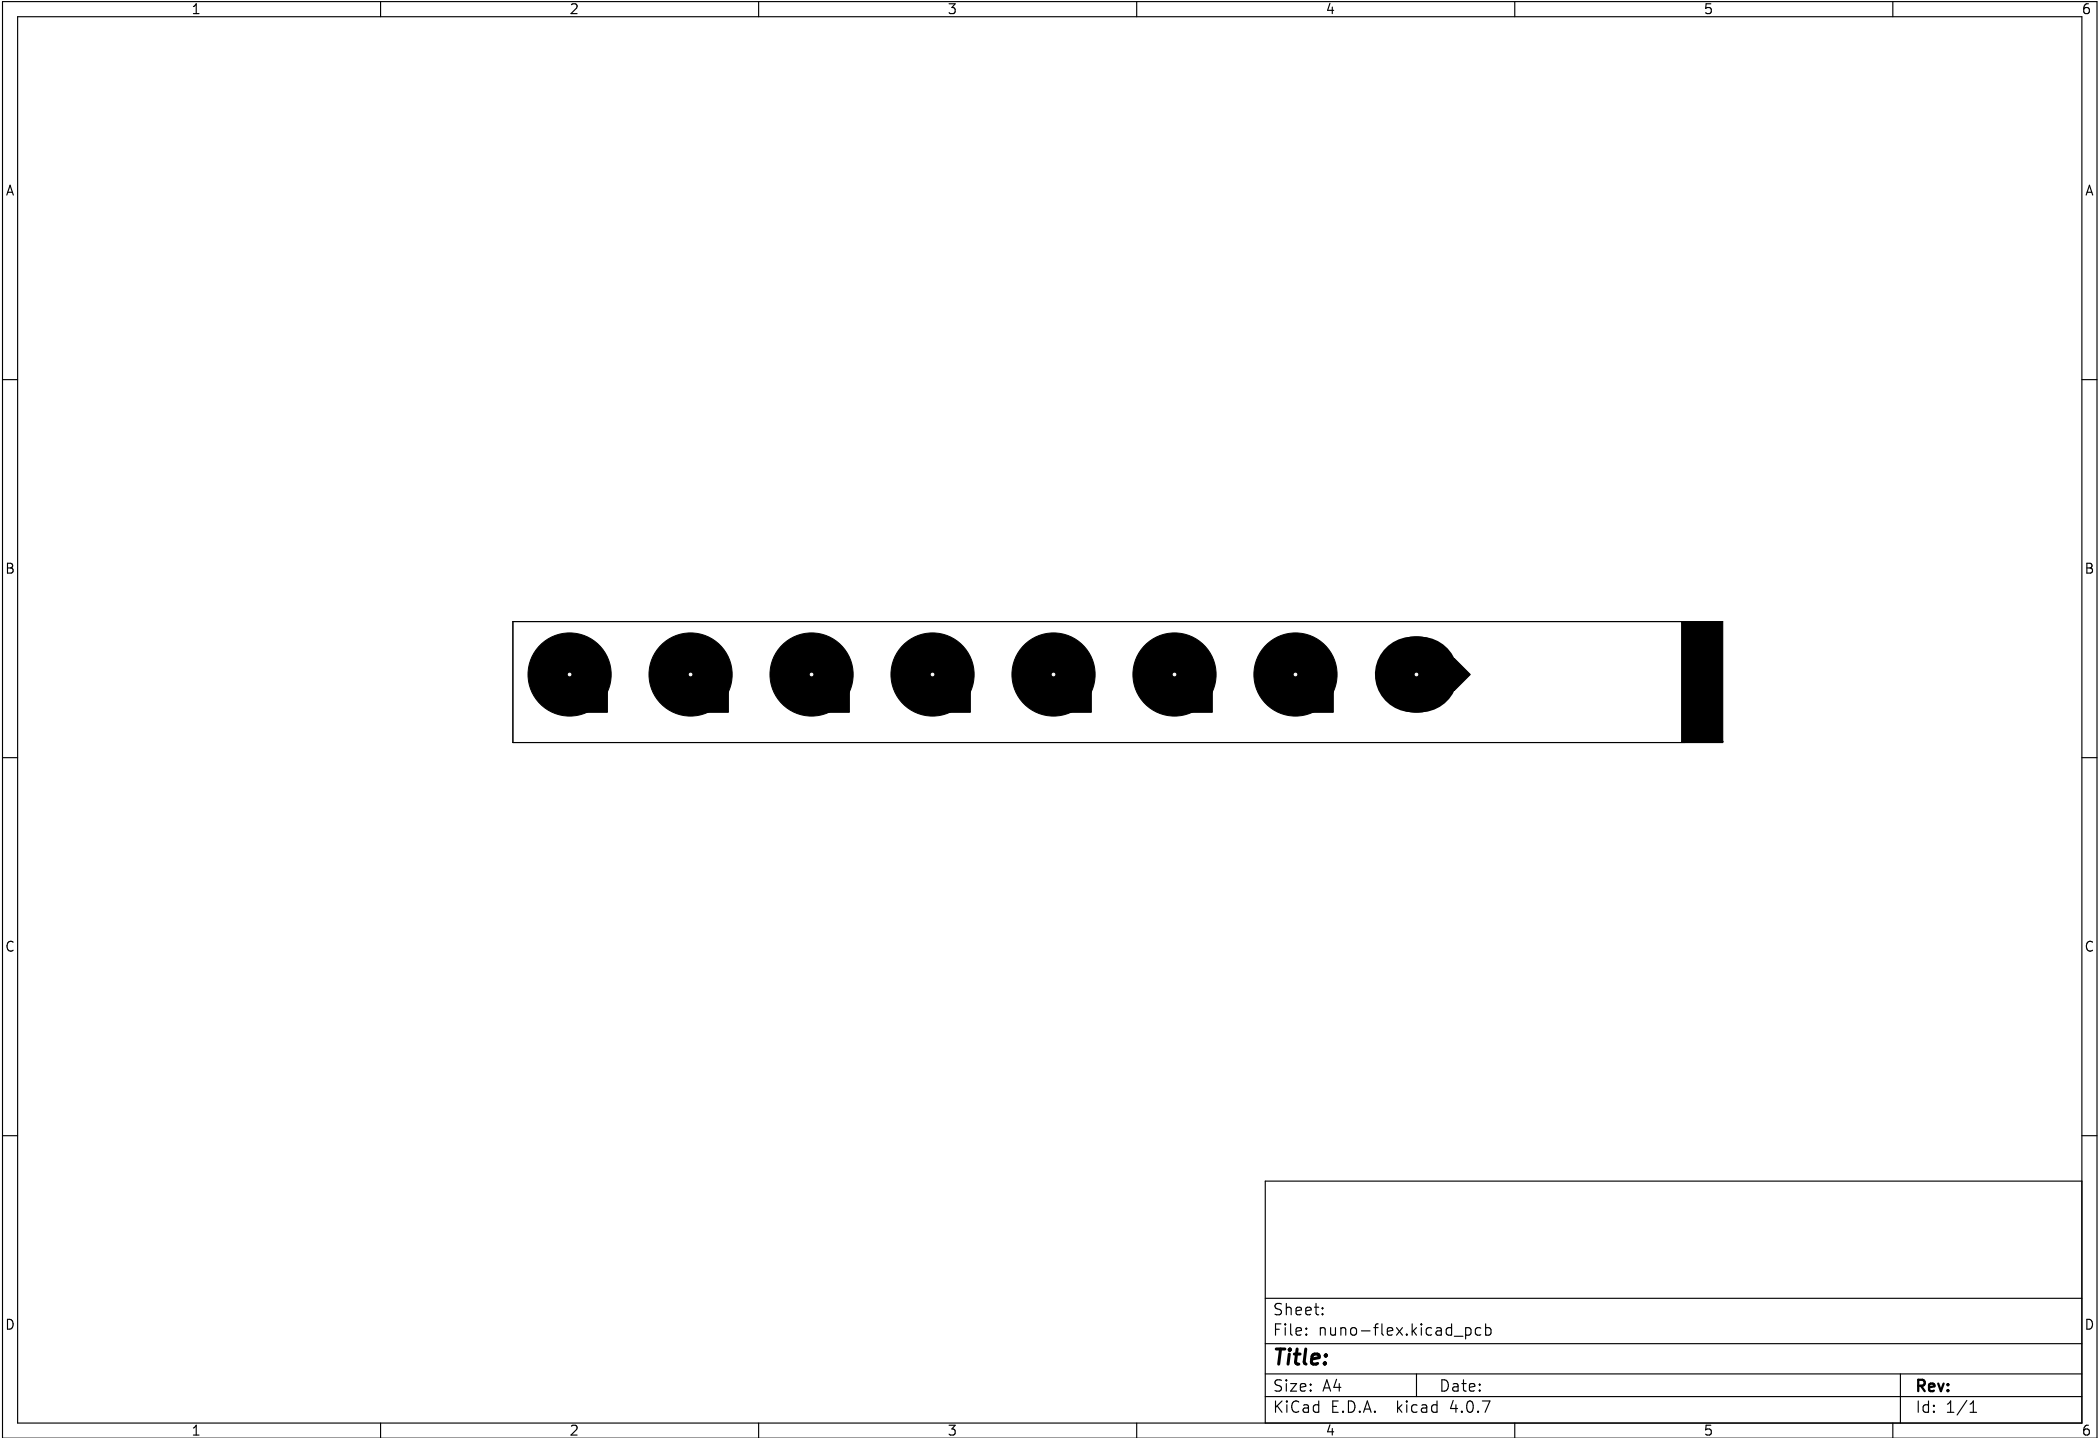 1 2 3 4 5 6
A A
B B
C C
Sheet:
File: nuno-flex.kicad_pcb
D D
Title:
Size: A4 Date: Rev:
KiCad E.D.A. kicad 4.0.7 Id: 1/1
1 2 3 4 5 6